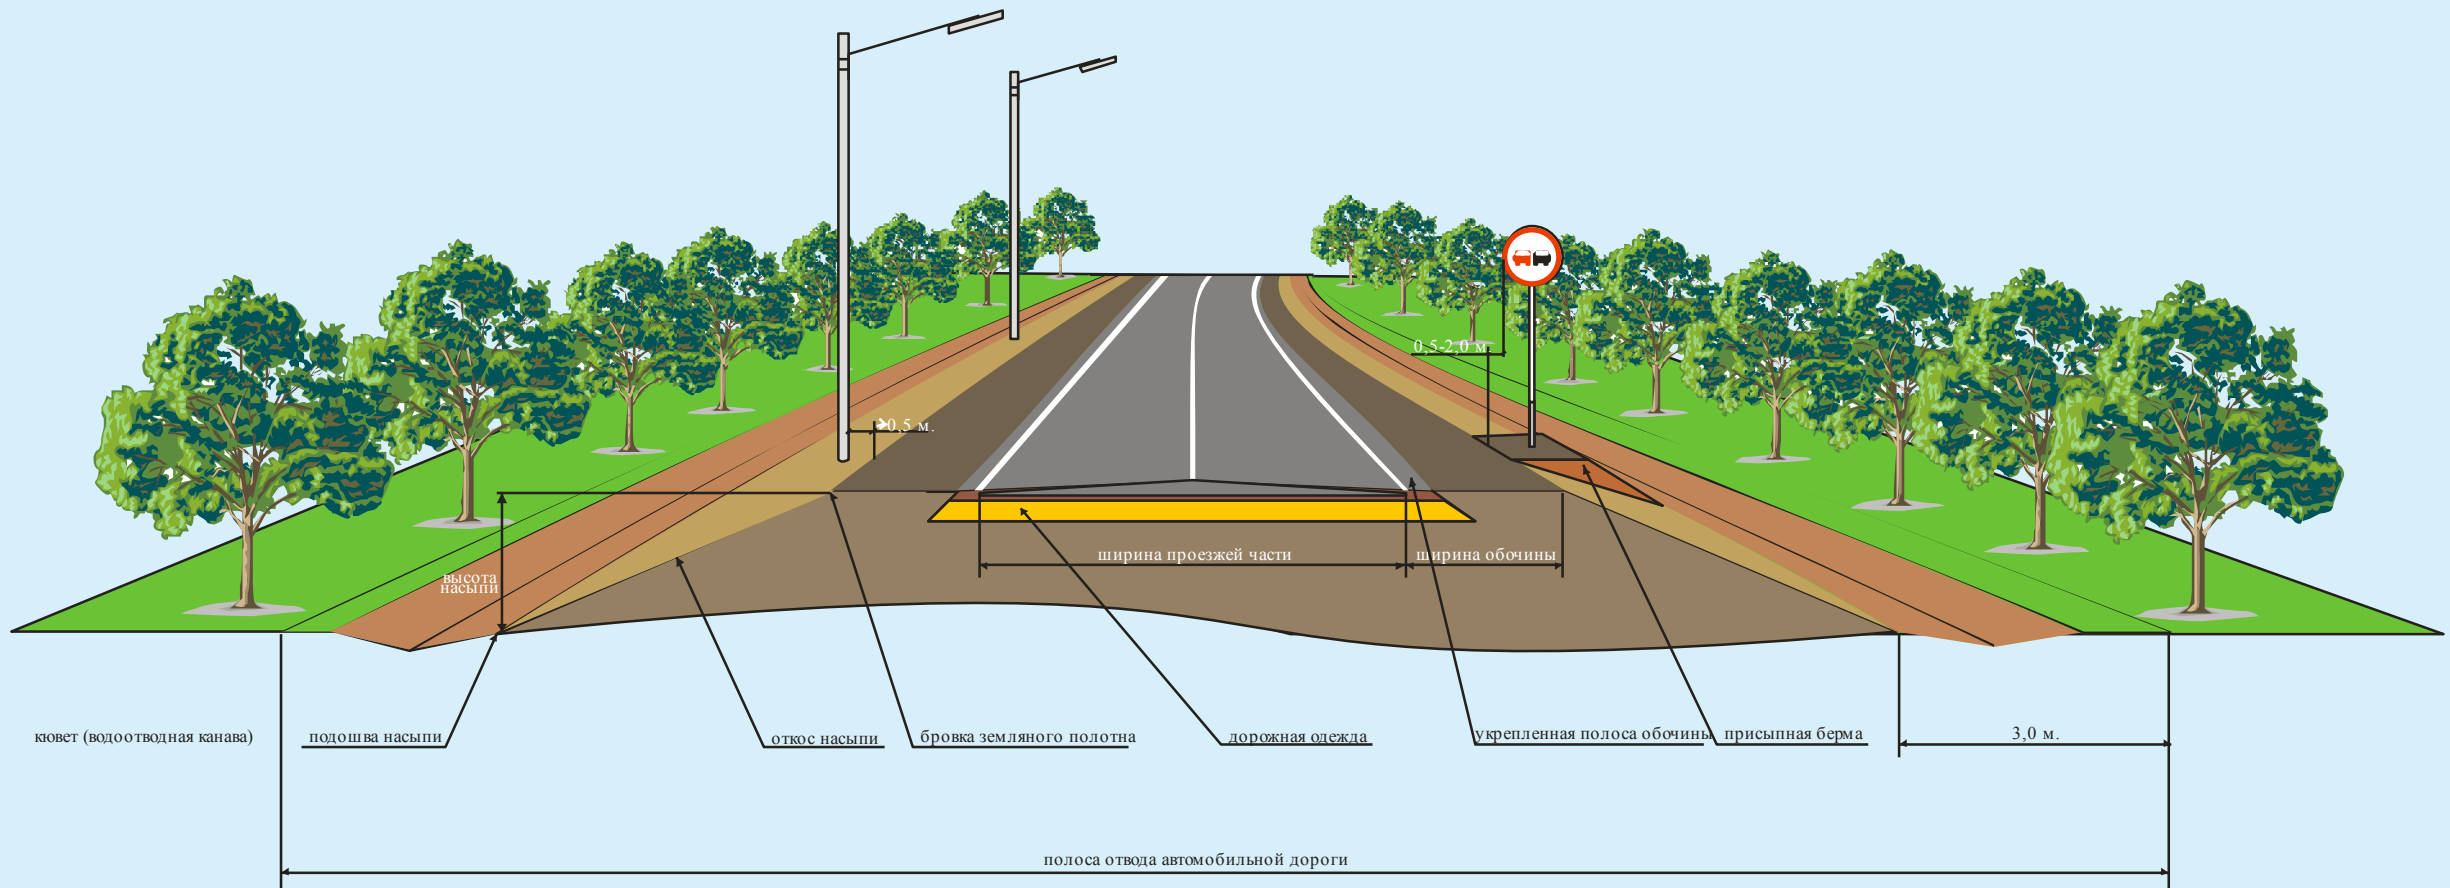 0,5-2,0 м.
0,5 м.
ширина проезжей части
ширина обочины
высота
насыпи
кювет (водоотводная канава)
подошва насыпи
откос насыпи
бровка земляного полотна
дорожная одежда
укрепленная полоса обочины
присыпная берма
3,0 м.
полоса отвода автомобильной дороги